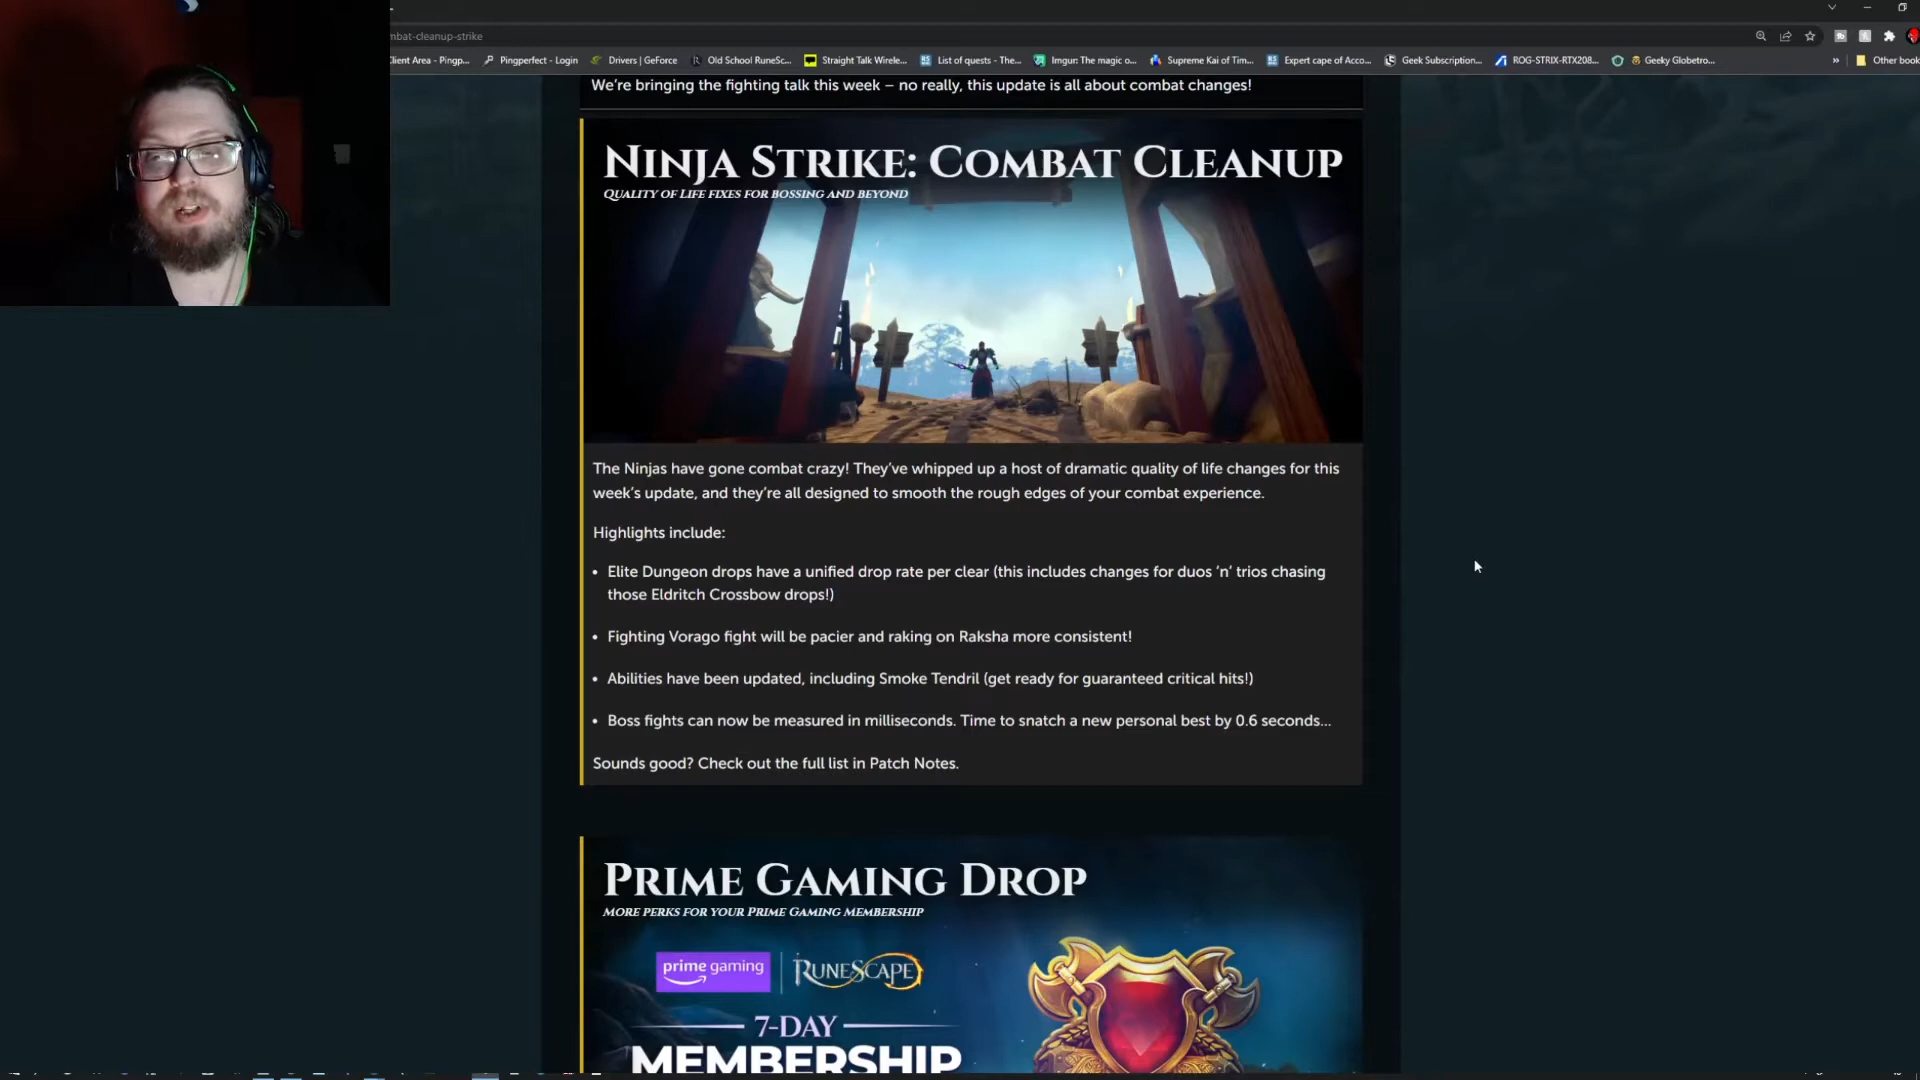 mbat-cleanup-strike
Client Area - Pingp...
Pingperfect - Login
Drivers | GeForce
Old School RuneSc...
Straight Talk Wirele...
List of quests - The...
Imgur: The magic o...
Supreme Kai of Tim...
Expert cape of Acco...
Geek Subscription...
ROG-STRIX-RTX208...
Geeky Globetro...
»
Other book
We're bringing the fighting talk this week – no really, this update is all about combat changes!
Ninja Strike: Combat Cleanup
Quality of Life fixes for bossing and beyond
The Ninjas have gone combat crazy! They've whipped up a host of dramatic quality of life changes for this
week's update, and they're all designed to smooth the rough edges of your combat experience.
Highlights include:
• Elite Dungeon drops have a unified drop rate per clear (this includes changes for duos 'n' trios chasing
those Eldritch Crossbow drops!)
• Fighting Vorago fight will be pacier and raking on Raksha more consistent!
• Abilities have been updated, including Smoke Tendril (get ready for guaranteed critical hits!)
• Boss fights can now be measured in milliseconds. Time to snatch a new personal best by 0.6 seconds...
Sounds good? Check out the full list in Patch Notes.
Prime Gaming Drop
More perks for your Prime Gaming Membership
prime gaming
RuneScape
7-DAY
MEMBERSHIP